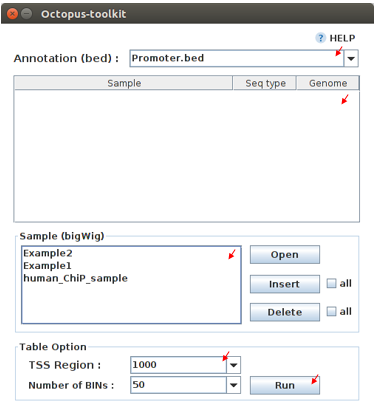 Octopus-toolkit
? HELP
Annotation (bed) : Promoter.bed
Sample Seq type Genome
Sample (bigWig)
Example2
Example1
human_ChiP_sample
Open
Insert all
Delete all
Table Option
TSS Region : 1000
Number of BINs : 50
Run